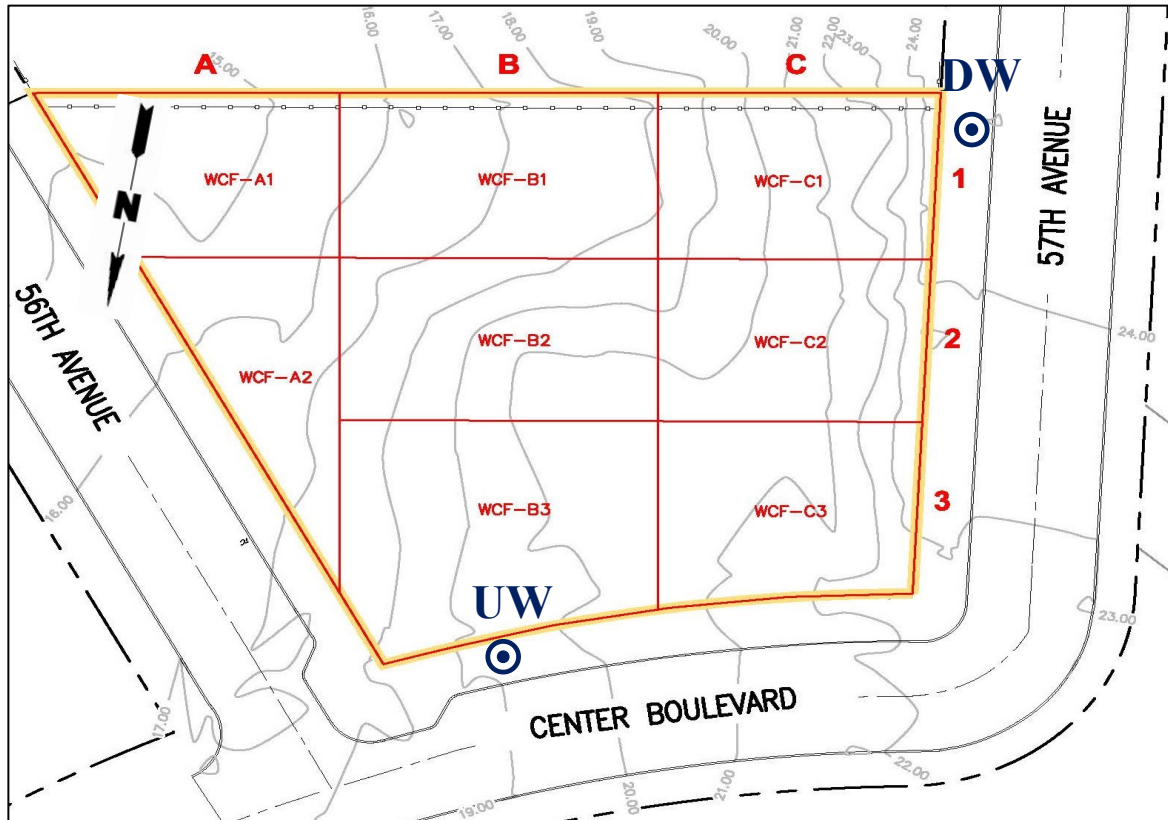 16.00
17.00
18.00
19.00
20.00
21.00
22.00
23.00
24.00
15.00
A
B
C
DW
57TH AVENUE
N
WCF-A1
WCF-B1
WCF-C1
1
56TH AVENUE
WCF-A2
WCF-B2
WCF-C2
2
24.00
16.00
WCF-B3
WCF-C3
3
UW
23.00
CENTER BOULEVARD
17.00
19.00
20.00
21.00
22.00